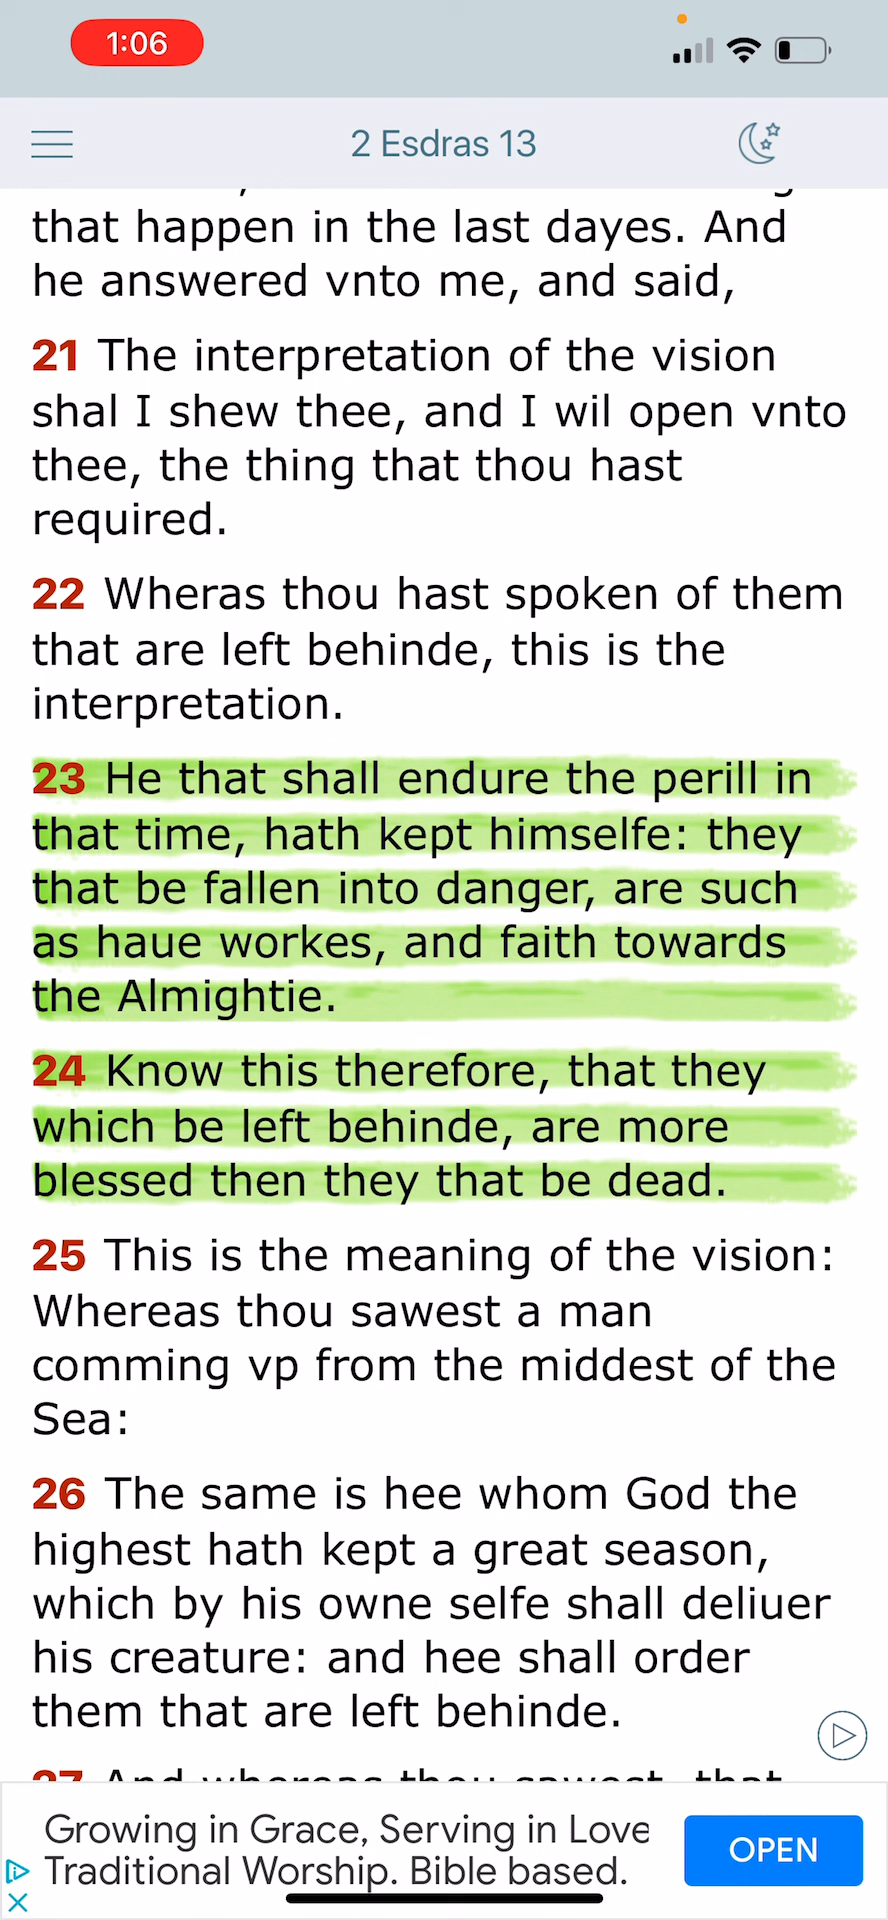 1:06
2 Esdras 13
that happen in the last dayes. And
he answered vnto me, and said,
21 The interpretation of the vision
shal I shew thee, and I wil open vnto
thee, the thing that thou hast
required.
22 Wheras thou hast spoken of them
that are left behinde, this is the
interpretation.
23 He that shall endure the perill in
that time, hath kept himselfe: they
that be fallen into danger, are such
as haue workes, and faith towards
the Almightie.
24 Know this therefore, that they
which be left behinde, are more
blessed then they that be dead.
25 This is the meaning of the vision:
Whereas thou sawest a man
comming vp from the middest of the
Sea:
26 The same is hee whom God the
highest hath kept a great season,
which by his owne selfe shall deliuer
his creature: and hee shall order
them that are left behinde.
27 And whereas thou sawest, that
Growing in Grace, Serving in Love
Traditional Worship. Bible based.
OPEN